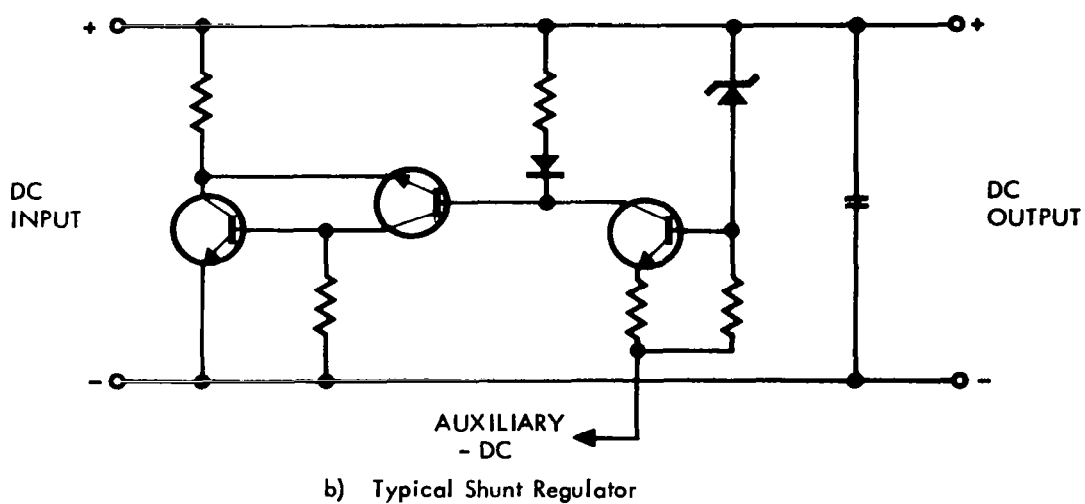 +
+
DC
INPUT
DC
OUTPUT
-
-
AUXILIARY
- DC
b) Typical Shunt Regulator